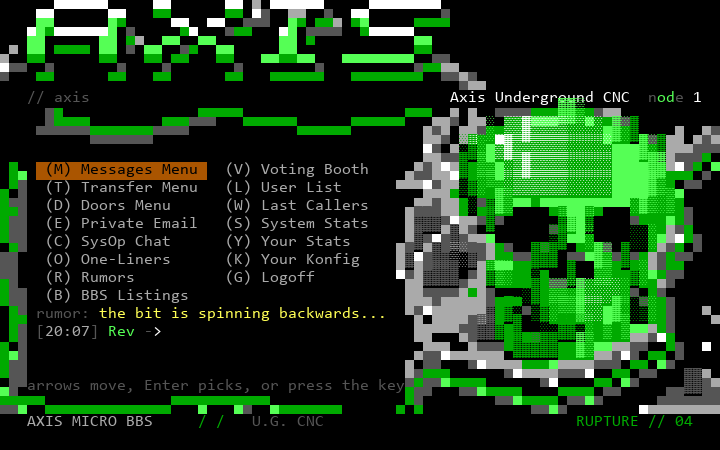 AXIS
// axis
Axis Underground CNC node 1
(M) Messages Menu (V) Voting Booth
(T) Transfer Menu (L) User List
(D) Doors Menu (W) Last Callers
(E) Private Email (S) System Stats
(C) SysOp Chat (Y) Your Stats
(O) One-Liners (K) Your Konfig
(R) Rumors (G) Logoff
(B) BBS Listings
rumor: the bit is spinning backwards...
[20:07] Rev ->
arrows move, Enter picks, or press the key
AXIS MICRO BBS / / U.G. CNC RUPTURE // 04